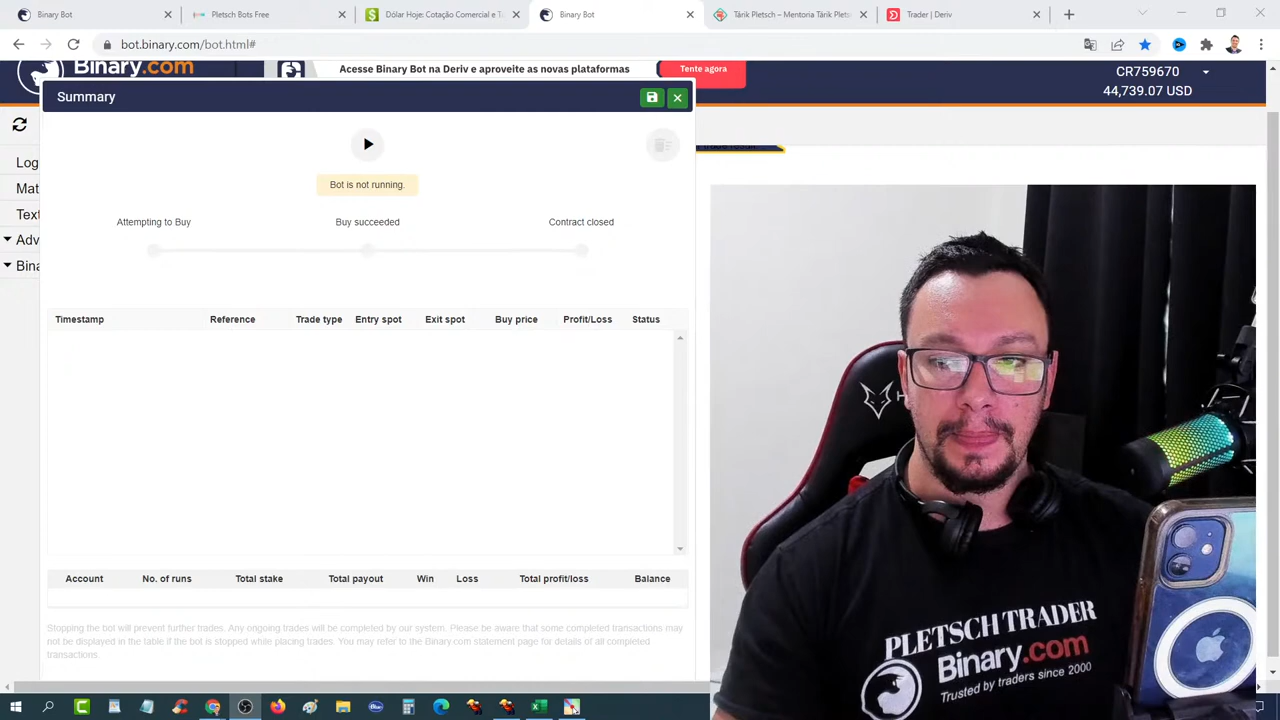 Binary Bot
Pletsch Bots Free
Dólar Hoje: Cotação Comercial e T
Binary Bot
Tárik Pletsch – Mentoria Tárik Plets
Trader | Deriv
bot.binary.com/bot.html#
Binary.com
Acesse Binary Bot na Deriv e aproveite as novas plataformas
Tente agora
CR759670
44,739.07 USD
Summary
Log
Mat
Text
Adv
Bina
Bot is not running.
Attempting to Buy
Buy succeeded
Contract closed
Timestamp
Reference
Trade type
Entry spot
Exit spot
Buy price
Profit/Loss
Status
Account
No. of runs
Total stake
Total payout
Win
Loss
Total profit/loss
Balance
Stopping the bot will prevent further trades. Any ongoing trades will be completed by our system. Please be aware that some completed transactions may
not be displayed in the table if the bot is stopped while placing trades. You may refer to the Binary.com statement page for details of all completed
transactions.
PLETSCH TRADER
Binary.com
Trusted by traders since 2000